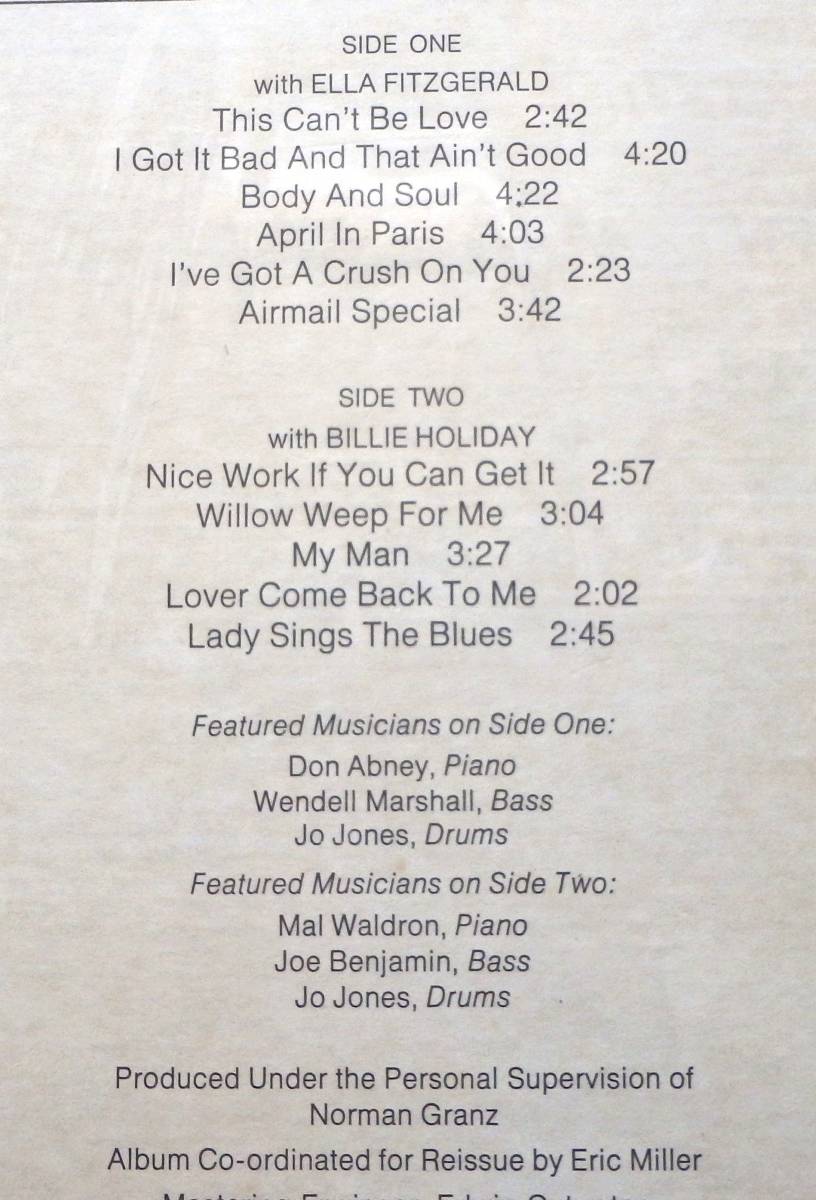 SIDE ONE
with ELLA FITZGERALD
This Can't Be Love 2:42
I Got It Bad And That Ain't Good 4:20
Body And Soul 4:22
April In Paris 4:03
I've Got A Crush On You 2:23
Airmail Special 3:42
SIDE TWO
with BILLIE HOLIDAY
Nice Work If You Can Get It 2:57
Willow Weep For Me 3:04
My Man 3:27
Lover Come Back To Me 2:02
Lady Sings The Blues 2:45
Featured Musicians on Side One:
Don Abney, Piano
Wendell Marshall, Bass
Jo Jones, Drums
Featured Musicians on Side Two:
Mal Waldron, Piano
Joe Benjamin, Bass
Jo Jones, Drums
Produced Under the Personal Supervision of
Norman Granz
Album Co-ordinated for Reissue by Eric Miller